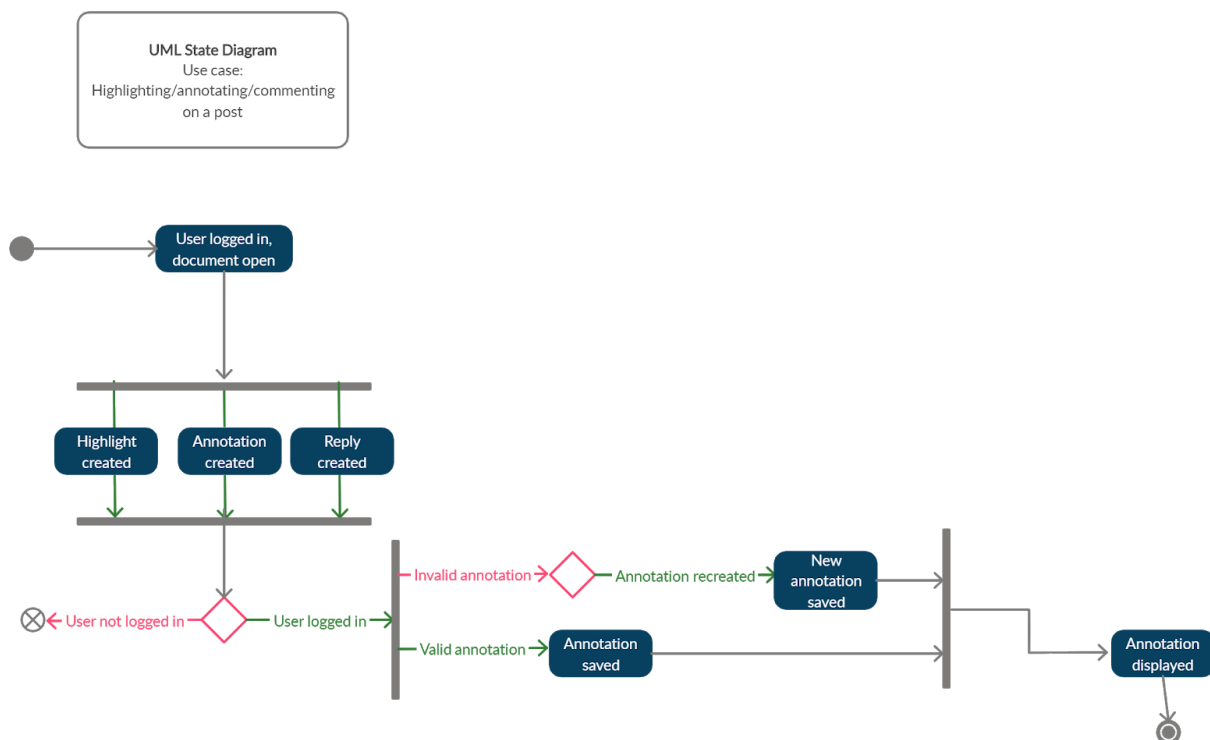 UML State Diagram
Use case:
Highlighting/annotating/commenting
on a post
User logged in,
document open
Highlight
created
Annotation
created
Reply
created
Invalid annotation
Annotation recreated
New
annotation
saved
User not logged in
User logged in
Valid annotation
Annotation
saved
Annotation
displayed